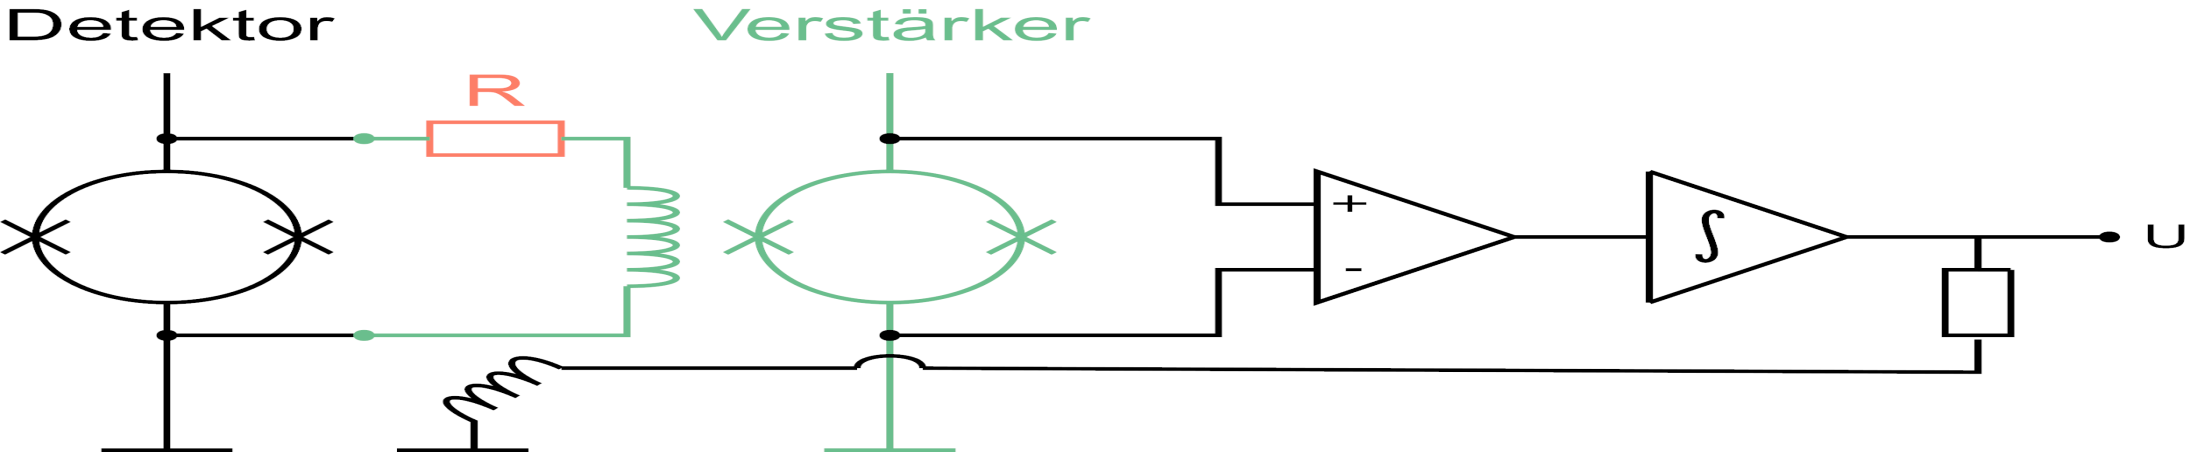 Detektor
Verstärker
R
+
-
∫
U